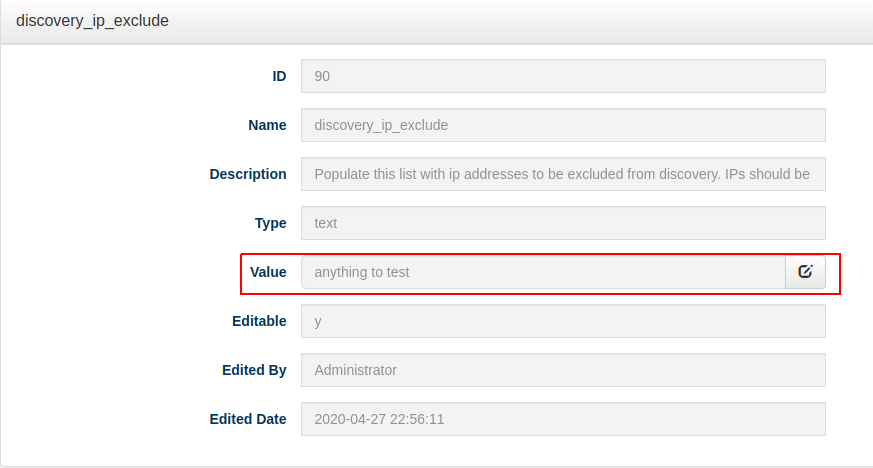 discovery_ip_exclude
ID 90
Name discovery_ip_exclude
Description Populate this list with ip addresses to be excluded from discovery. IPs should be
Type text
Value anything to test
Editable y
Edited By Administrator
Edited Date 2020-04-27 22:56:11